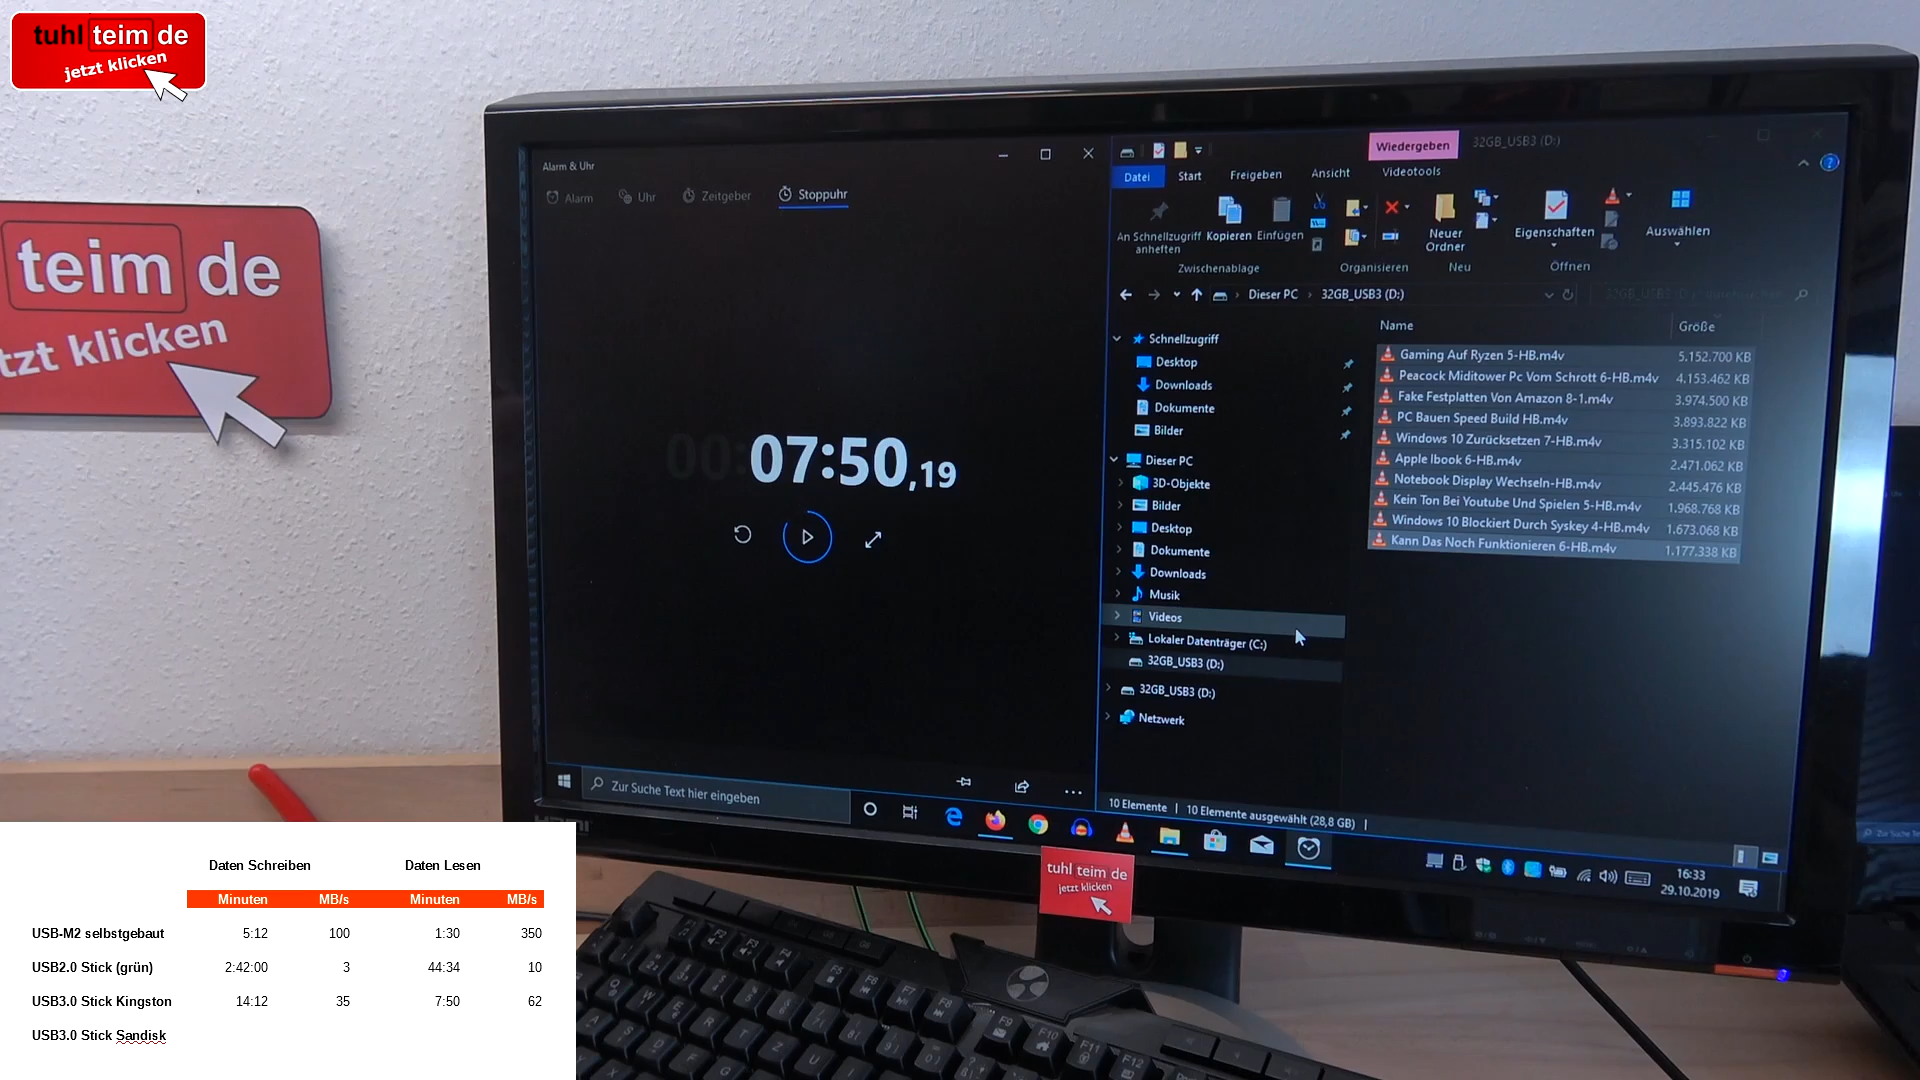 tuhl teim de
jetzt klicken
teim de
tzt klicken
Alarm & Uhr
Alarm
Uhr
Zeitgeber
Stoppuhr
00:07:50,19
Zur Suche Text hier eingeben
Wiedergeben
32GB_USB3 (D:)
Datei
Start
Freigeben
Ansicht
Videotools
An Schnellzugriff anheften
Kopieren
Einfügen
Neuer Ordner
Eigenschaften
Auswählen
Zwischenablage
Organisieren
Neu
Öffnen
Dieser PC
32GB_USB3 (D:)
Schnellzugriff
Desktop
Downloads
Dokumente
Bilder
Dieser PC
3D-Objekte
Bilder
Desktop
Dokumente
Downloads
Musik
Videos
Lokaler Datenträger (C:)
32GB_USB3 (D:)
32GB_USB3 (D:)
Netzwerk
Name Größe
Gaming Auf Ryzen 5-HB.m4v 5.152.700 KB
Peacock Miditower Pc Vom Schrott 6-HB.m4v 4.153.462 KB
Fake Festplatten Von Amazon 8-1.m4v 3.974.500 KB
PC Bauen Speed Build HB.m4v 3.893.822 KB
Windows 10 Zurücksetzen 7-HB.m4v 3.315.102 KB
Apple Ibook 6-HB.m4v 2.471.062 KB
Notebook Display Wechseln-HB.m4v 2.445.476 KB
Kein Ton Bei Youtube Und Spielen 5-HB.m4v 1.968.768 KB
Windows 10 Blockiert Durch Syskey 4-HB.m4v 1.673.068 KB
Kann Das Noch Funktionieren 6-HB.m4v 1.177.338 KB
10 Elemente
10 Elemente ausgewählt (28,8 GB)
16:33
29.10.2019
tuhl teim de
jetzt klicken
Daten Schreiben Daten Lesen
Minuten MB/s Minuten MB/s
USB-M2 selbstgebaut 5:12 100 1:30 350
USB2.0 Stick (grün) 2:42:00 3 44:34 10
USB3.0 Stick Kingston 14:12 35 7:50 62
USB3.0 Stick Sandisk